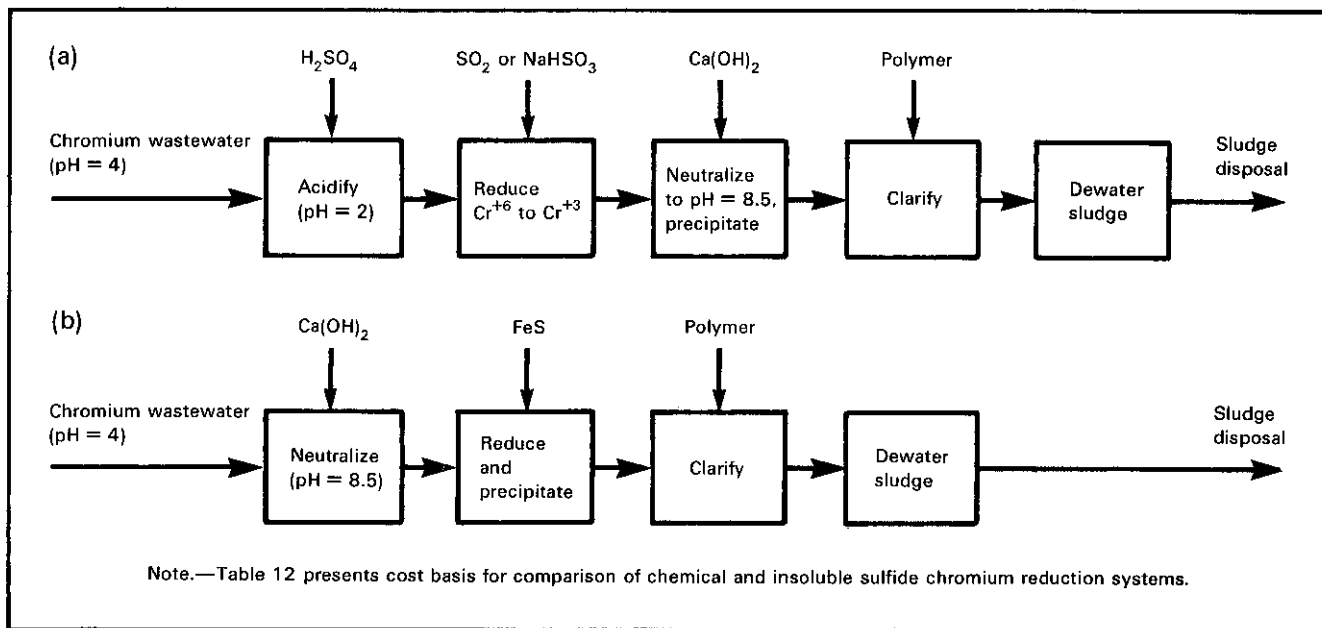 (a)
H₂SO₄
SO₂ or NaHSO₃
Ca(OH)₂
Polymer
Chromium wastewater
(pH = 4)
Acidify
(pH = 2)
Reduce
Cr⁺⁶ to Cr⁺³
Neutralize
to pH = 8.5,
precipitate
Clarify
Dewater
sludge
Sludge
disposal
(b)
Ca(OH)₂
FeS
Polymer
Chromium wastewater
(pH = 4)
Neutralize
(pH = 8.5)
Reduce
and
precipitate
Clarify
Dewater
sludge
Sludge
disposal
Note.—Table 12 presents cost basis for comparison of chemical and insoluble sulfide chromium reduction systems.